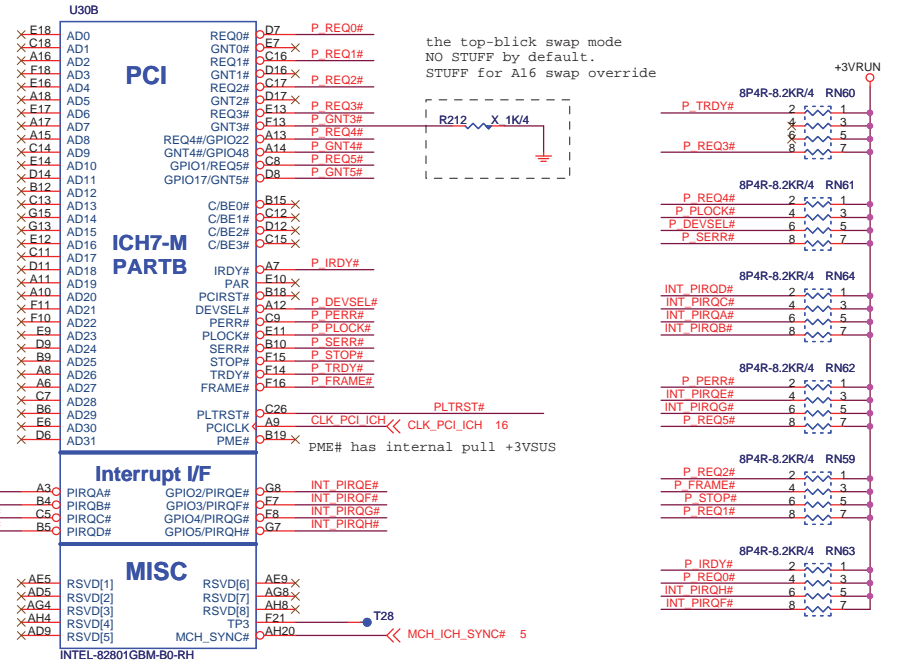 U30B
PCI
ICH7-M
PARTB
E18 AD0 REQ0# D7 P_REQ0#
C18 AD1 GNT0# E7
A16 AD2 REQ1# C16 P_REQ1#
F18 AD3 GNT1# D16
E16 AD4 REQ2# C17 P_REQ2#
A18 AD5 GNT2# D17
E17 AD6 REQ3# E13 P_REQ3#
A17 AD7 GNT3# F13 P_GNT3#
A15 AD8 REQ4#/GPIO22 A13 P_REQ4#
C14 AD9 GNT4#/GPIO48 A14 P_GNT4#
E14 AD10 GPIO1/REQ5# C8 P_REQ5#
D14 AD11 GPIO17/GNT5# D8 P_GNT5#
B12 AD12
C13 AD13 C/BE0# B15
G15 AD14 C/BE1# C12
G13 AD15 C/BE2# D12
E12 AD16 C/BE3# C15
C11 AD17
D11 AD18 IRDY# A7 P_IRDY#
A11 AD19 PAR E10
A10 AD20 PCIRST# B18
F11 AD21 DEVSEL# A12 P_DEVSEL#
F10 AD22 PERR# C9 P_PERR#
E9 AD23 PLOCK# E11 P_PLOCK#
D9 AD24 SERR# B10 P_SERR#
B9 AD25 STOP# F15 P_STOP#
A8 AD26 TRDY# F14 P_TRDY#
A6 AD27 FRAME# F16 P_FRAME#
C7 AD28
B6 AD29 PLTRST# C26 PLTRST#
E6 AD30 PCICLK A9 CLK_PCI_ICH CLK_PCI_ICH 16
D6 AD31 PME# B19
PME# has internal pull +3VSUS
Interrupt I/F
A3 PIRQA# GPIO2/PIRQE# G8 INT_PIRQE#
B4 PIRQB# GPIO3/PIRQF# F7 INT_PIRQF#
C5 PIRQC# GPIO4/PIRQG# F8 INT_PIRQG#
B5 PIRQD# GPIO5/PIRQH# G7 INT_PIRQH#
MISC
AE5 RSVD[1] RSVD[6] AE9
AD5 RSVD[2] RSVD[7] AG8
AG4 RSVD[3] RSVD[8] AH8
AH4 RSVD[4] TP3 F21 T28
AD9 RSVD[5] MCH_SYNC# AH20 MCH_ICH_SYNC# 5
INTEL-82801GBM-B0-RH
the top-blick swap mode
NO STUFF by default.
STUFF for A16 swap override
R212 X 1K/4
+3VRUN
8P4R-8.2KR/4 RN60
P_TRDY# 2 1
4 3
6 5
P_REQ3# 8 7
8P4R-8.2KR/4 RN61
P_REQ4# 2 1
P_PLOCK# 4 3
P_DEVSEL# 6 5
P_SERR# 8 7
8P4R-8.2KR/4 RN64
INT_PIRQD# 2 1
INT_PIRQC# 4 3
INT_PIRQA# 6 5
INT_PIRQB# 8 7
8P4R-8.2KR/4 RN62
P_PERR# 2 1
INT_PIRQE# 4 3
INT_PIRQG# 6 5
P_REQ5# 8 7
8P4R-8.2KR/4 RN59
P_REQ2# 2 1
P_FRAME# 4 3
P_STOP# 6 5
P_REQ1# 8 7
8P4R-8.2KR/4 RN63
P_IRDY# 2 1
P_REQ0# 4 3
INT_PIRQH# 6 5
INT_PIRQF# 8 7